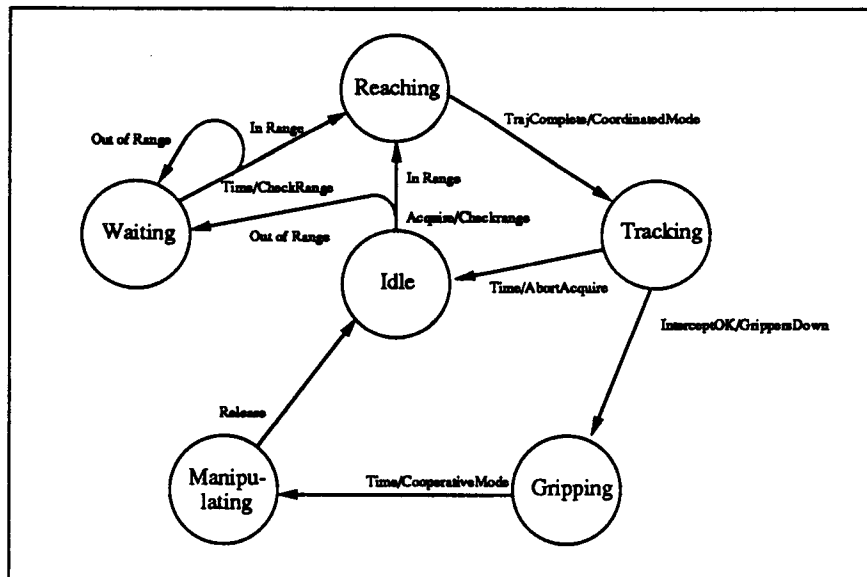 Reaching
Out of Range
In Range
TrajComplete/CoordinatedMode
Time/CheckRange
In Range
Acquire/Checkrange
Waiting
Out of Range
Tracking
Idle
Time/AbortAcquire
InterceptOK/GrippersDown
Release
Manipu-
lating
Time/CooperativeMode
Gripping